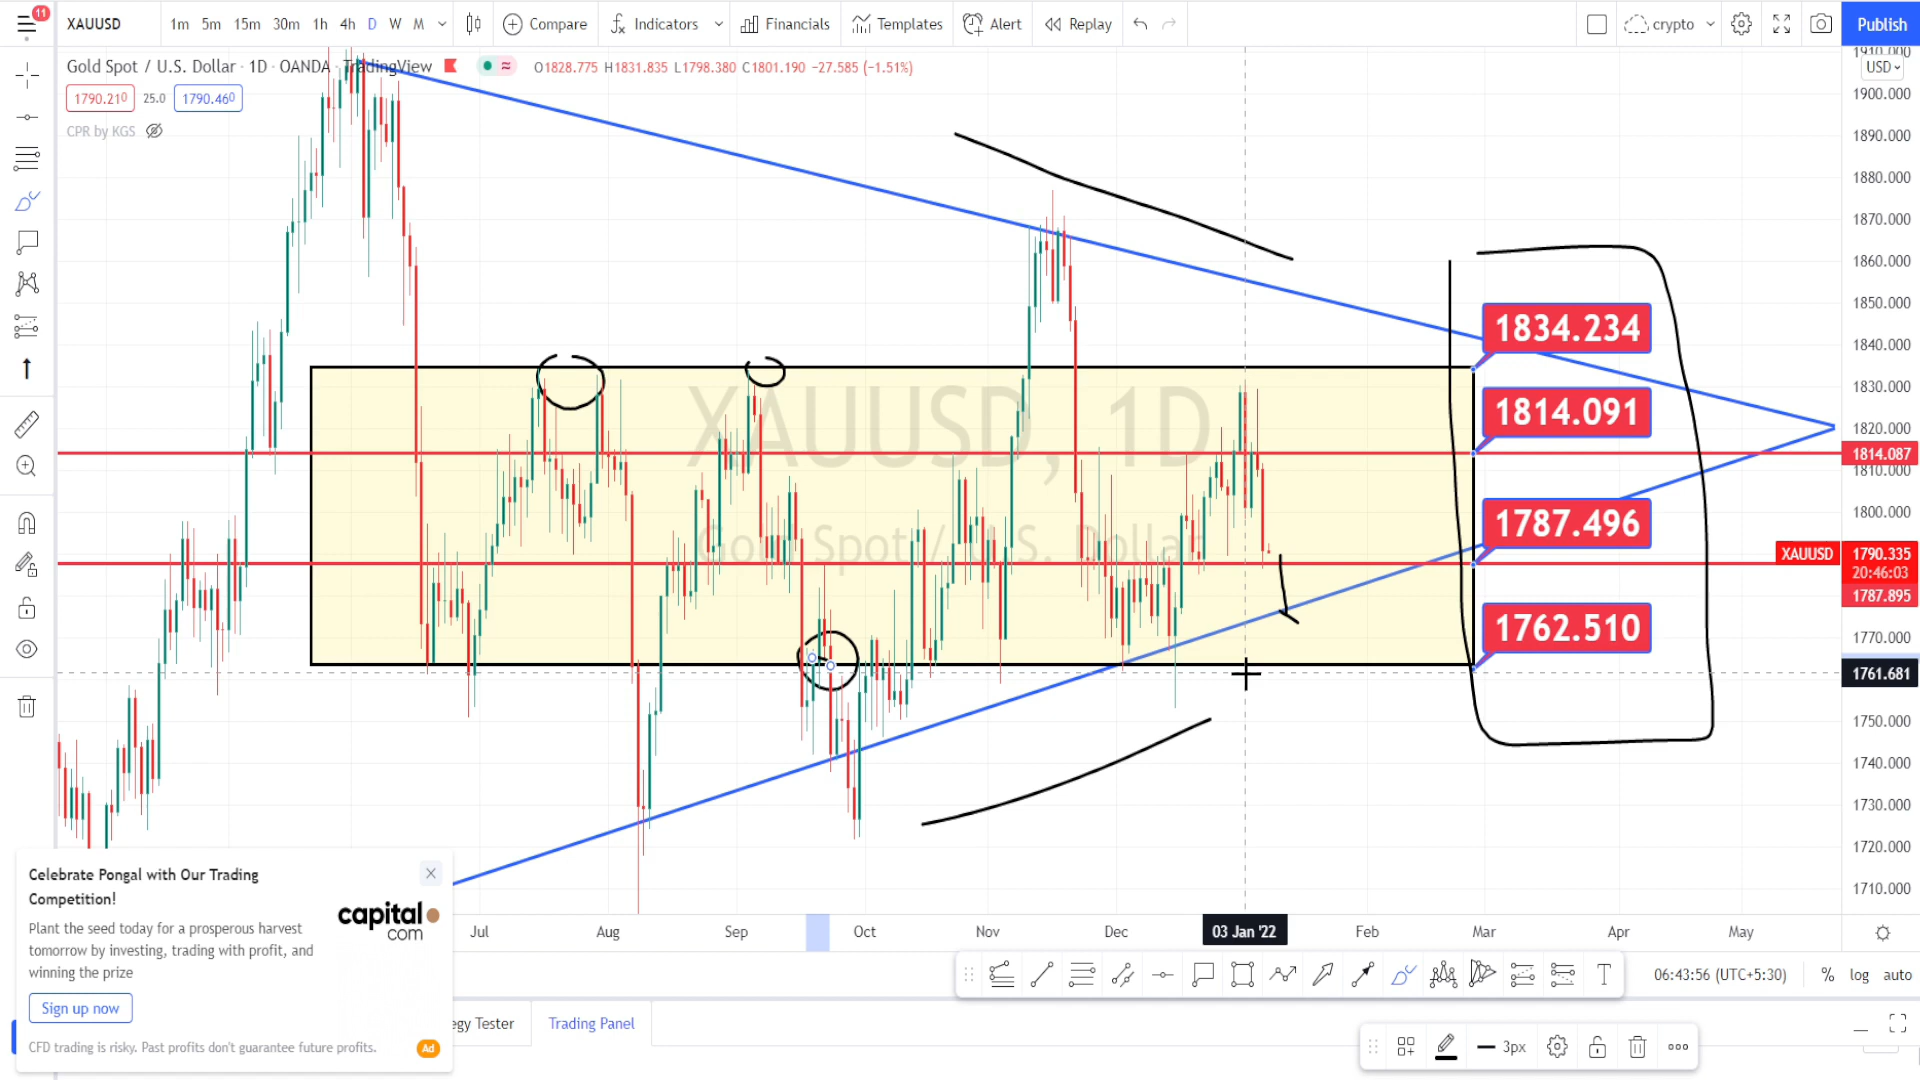 11
XAUUSD
1m 5m 15m 30m 1h 4h D W M
Compare
Indicators
Financials
Templates
Alert
Replay
crypto
Publish
Gold Spot / U.S. Dollar · 1D · OANDA · TradingView
≈
O1828.775 H1831.835 L1798.380 C1801.190 −27.585 (−1.51%)
1790.210
25.0
1790.460
CPR by KGS
1910.000
USD
1900.000
1890.000
1880.000
1870.000
1860.000
1850.000
1840.000
1830.000
1820.000
1814.087
1810.000
1800.000
XAUUSD
1790.335
20:46:03
1787.895
1770.000
1761.681
1750.000
1740.000
1730.000
1720.000
1710.000
XAUUSD, 1D
Gold Spot / U.S. Dollar
1834.234
1814.091
1787.496
1762.510
Jul Aug Sep Oct Nov Dec 03 Jan '22 Feb Mar Apr May
Celebrate Pongal with Our Trading
Competition!
Plant the seed today for a prosperous harvest
tomorrow by investing, trading with profit, and
winning the prize
capital
com
Sign up now
CFD trading is risky. Past profits don't guarantee future profits.
Ad
T
06:43:56 (UTC+5:30)
% log auto
egy Tester
Trading Panel
3px